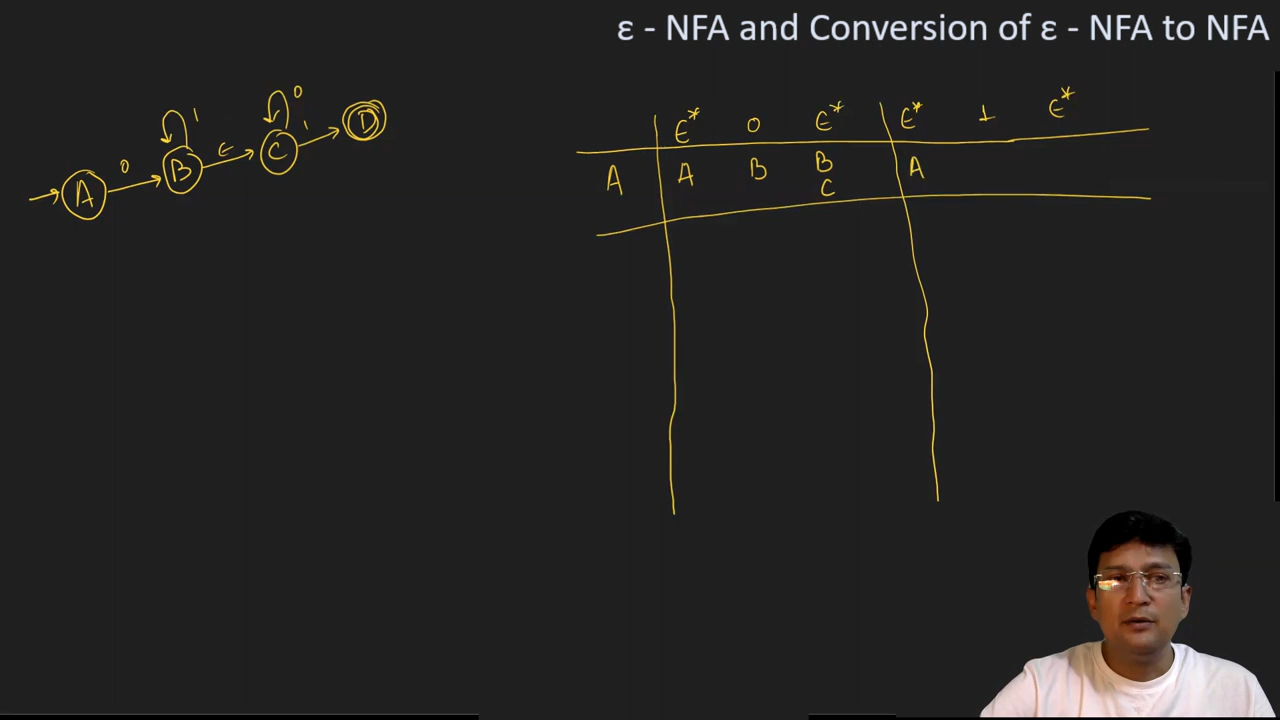 ε - NFA and Conversion of ε - NFA to NFA
0
1
ϵ
0
1
A
B
C
D
ϵ* 0 ϵ* ϵ* 1 ϵ*
A A B B A
C